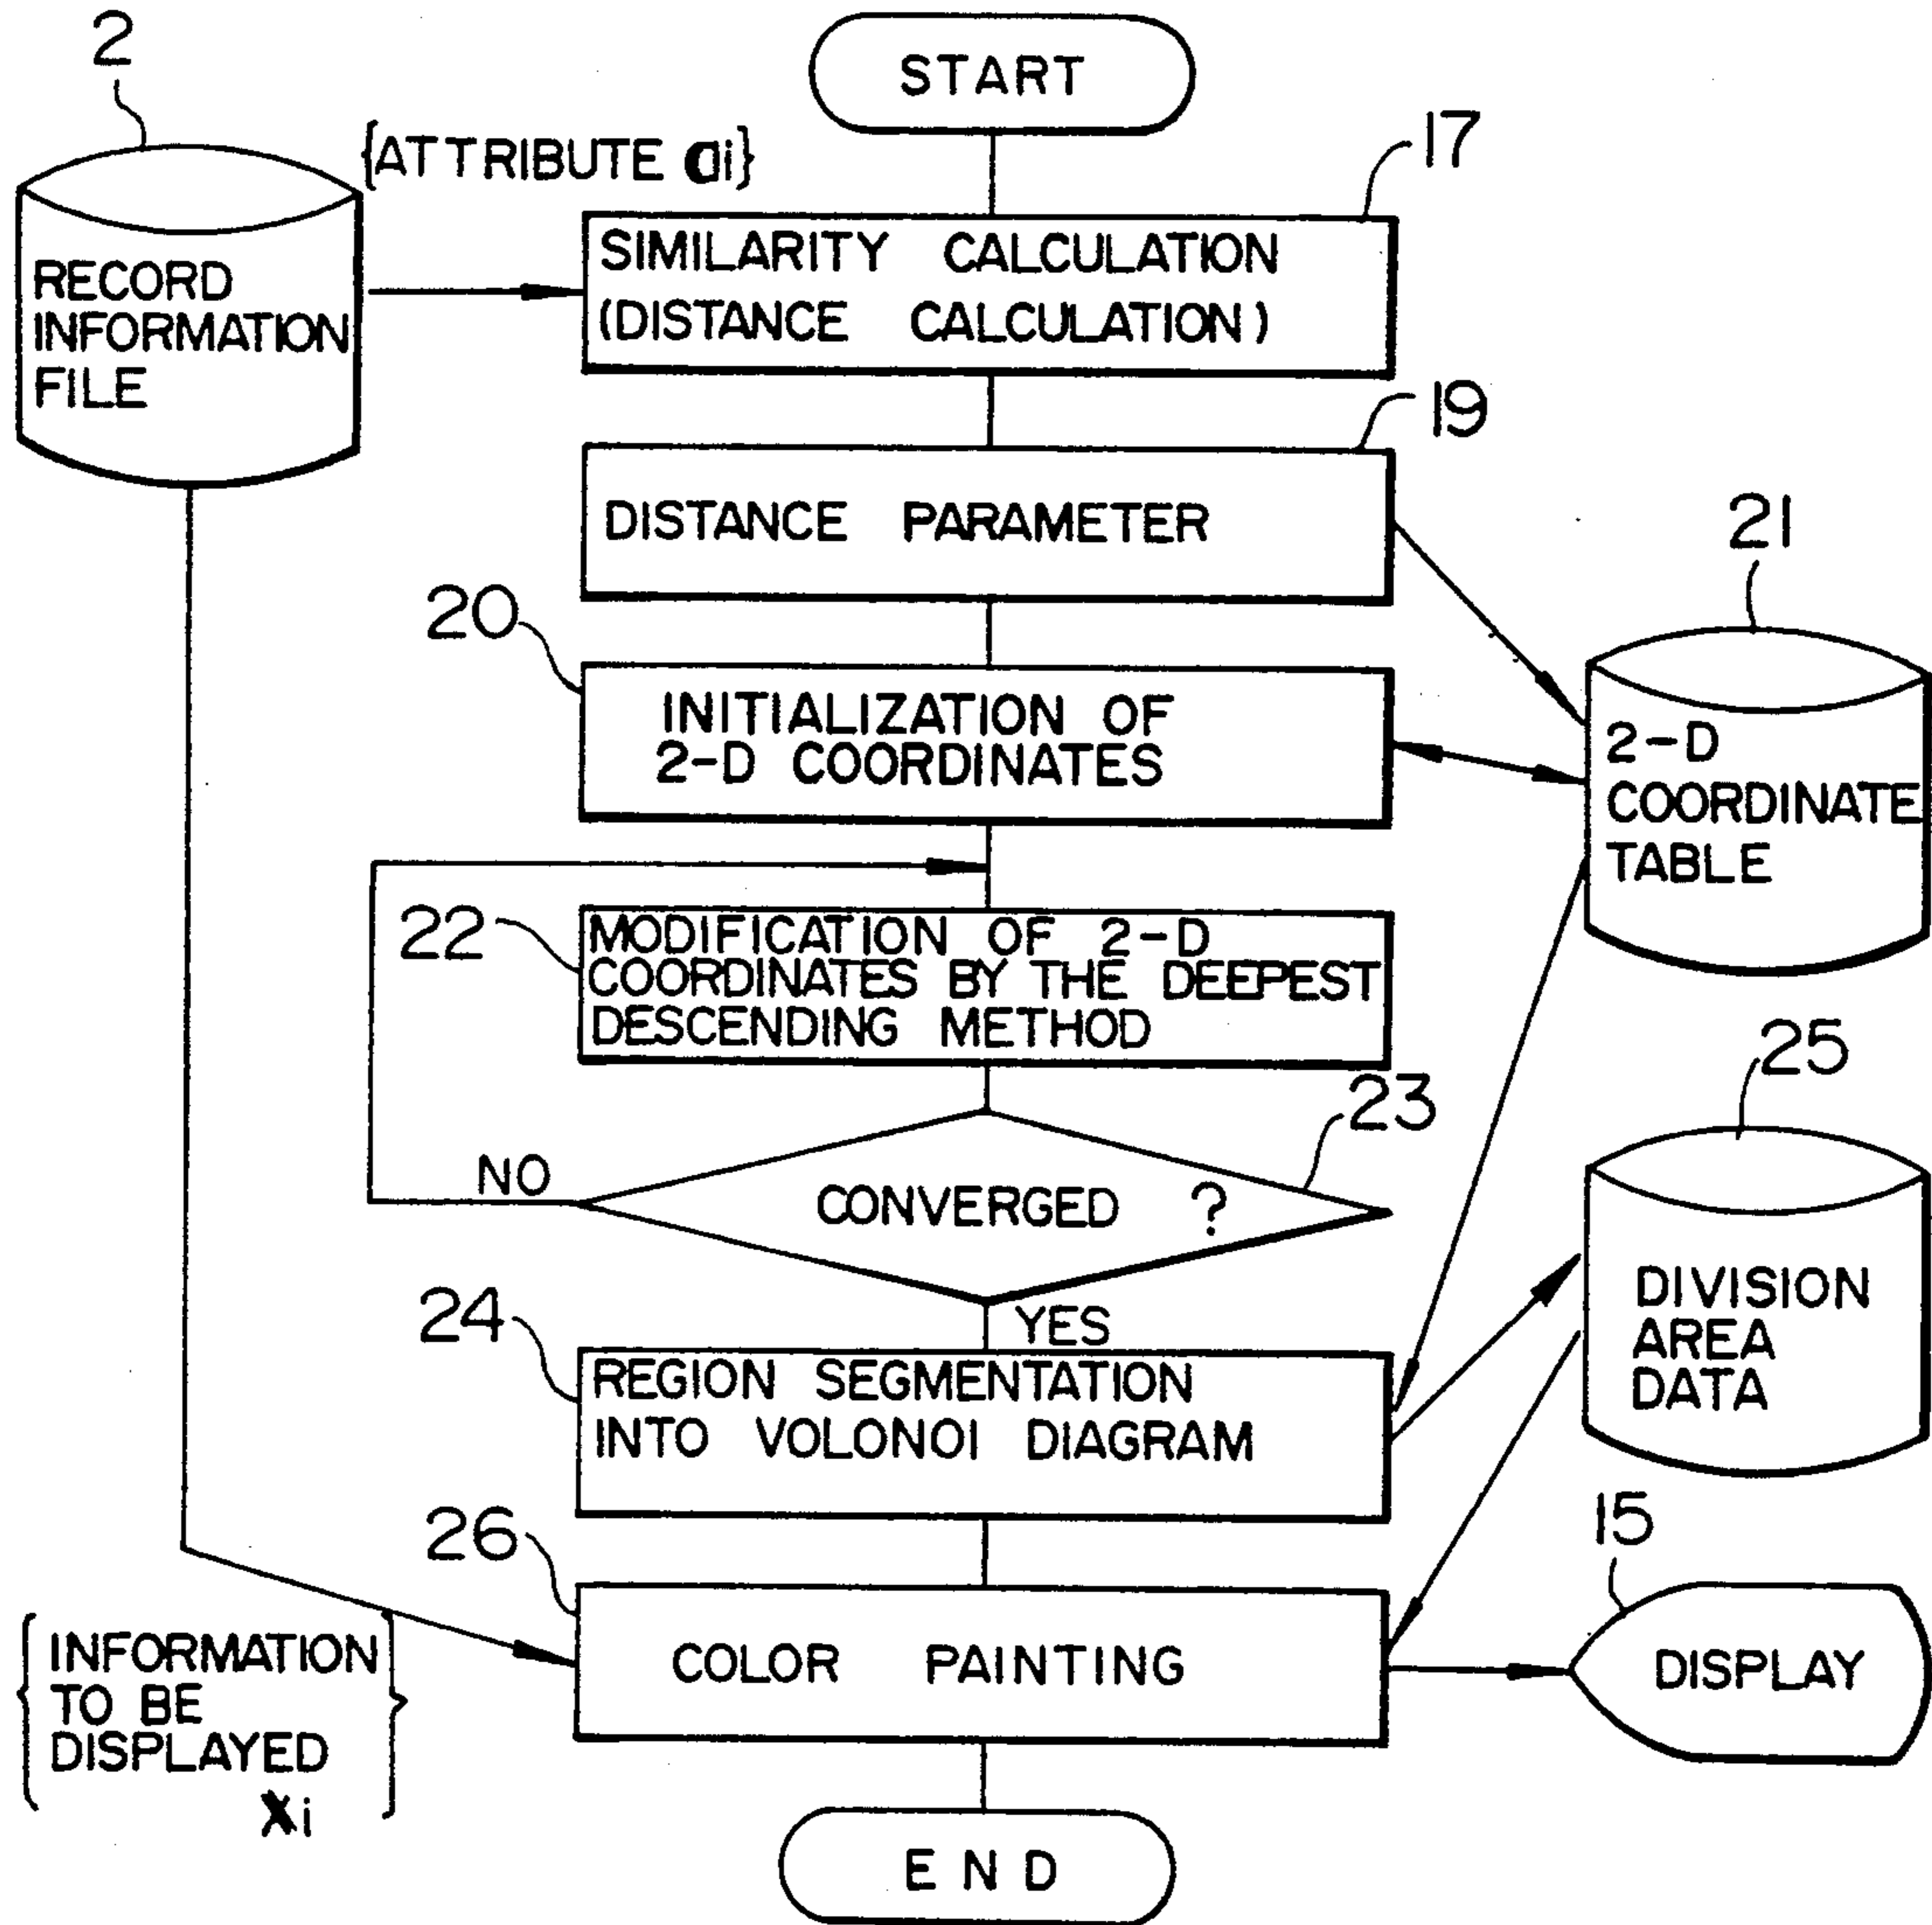 2
START
{ATTRIBUTE ai}
17
RECORD
INFORMATION
FILE
SIMILARITY CALCULATION
(DISTANCE CALCULATION)
19
DISTANCE PARAMETER
21
20
INITIALIZATION OF
2-D COORDINATES
2-D
COORDINATE
TABLE
22
MODIFICATION OF 2-D
COORDINATES BY THE DEEPEST
DESCENDING METHOD
25
23
NO
CONVERGED ?
YES
24
REGION SEGMENTATION
INTO VOLONOI DIAGRAM
DIVISION
AREA
DATA
26
15
COLOR PAINTING
DISPLAY
{INFORMATION
TO BE
DISPLAYED
xi}
END